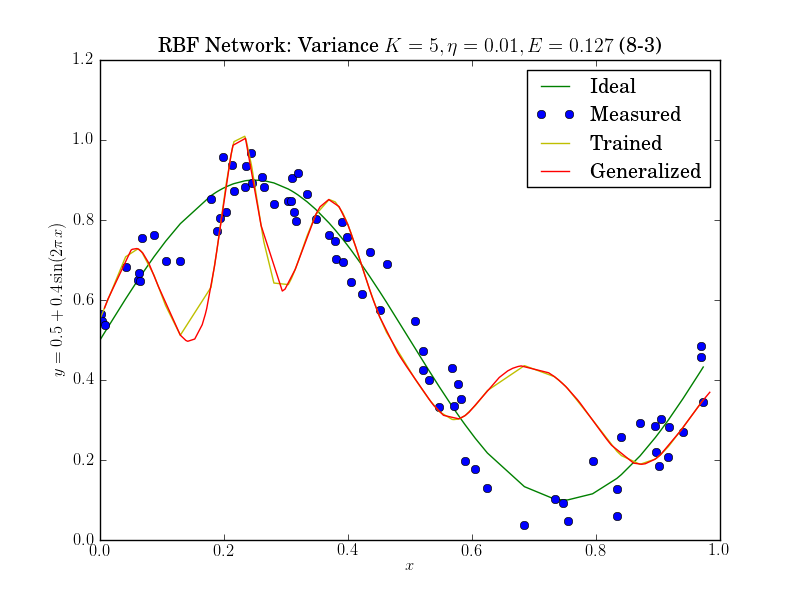 RBF Network: Variance K = 5, η = 0.01, E = 0.127 (8-3)
1.2
1.0
0.8
0.6
0.4
0.2
0.0
y = 0.5 + 0.4 sin(2πx)
Ideal
Measured
Trained
Generalized
0.0 0.2 0.4 0.6 0.8 1.0
x